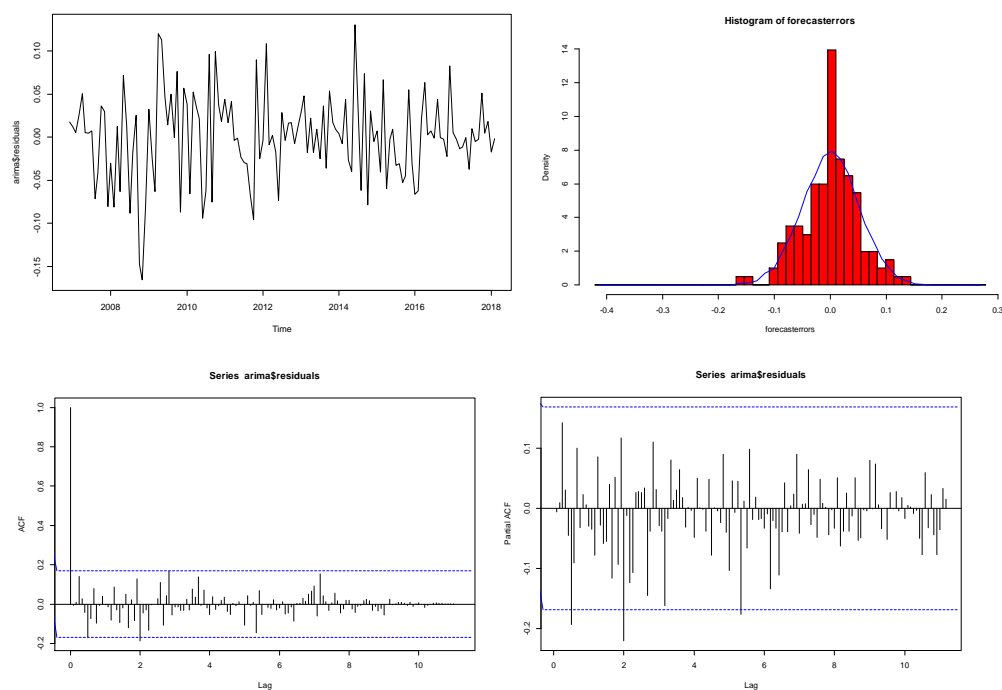 arima$residuals
0.10
0.05
0.00
-0.05
-0.10
-0.15
2008 2010 2012 2014 2016 2018
Time
Histogram of forecasterrors
Density
14
12
10
8
6
4
2
0
-0.4 -0.3 -0.2 -0.1 0.0 0.1 0.2 0.3
forecasterrors
Series arima$residuals
ACF
1.0
0.8
0.6
0.4
0.2
0.0
-0.2
0 2 4 6 8 10
Lag
Series arima$residuals
Partial ACF
0.1
0.0
-0.1
-0.2
0 2 4 6 8 10
Lag